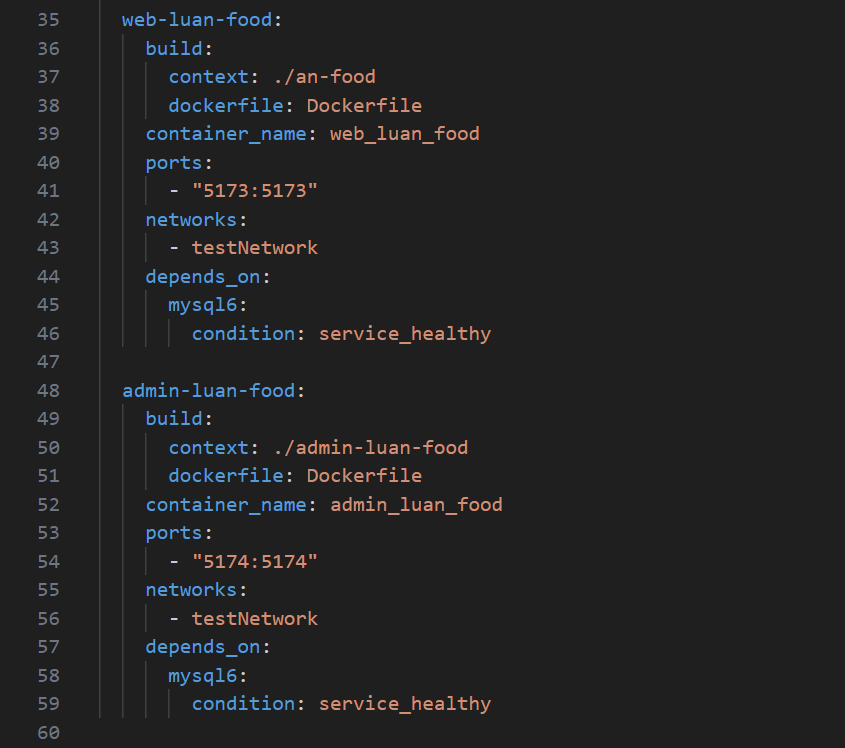 35 web-luan-food:
36 build:
37 context: ./an-food
38 dockerfile: Dockerfile
39 container_name: web_luan_food
40 ports:
41 - "5173:5173"
42 networks:
43 - testNetwork
44 depends_on:
45 mysql6:
46 condition: service_healthy
47
48 admin-luan-food:
49 build:
50 context: ./admin-luan-food
51 dockerfile: Dockerfile
52 container_name: admin_luan_food
53 ports:
54 - "5174:5174"
55 networks:
56 - testNetwork
57 depends_on:
58 mysql6:
59 condition: service_healthy
60